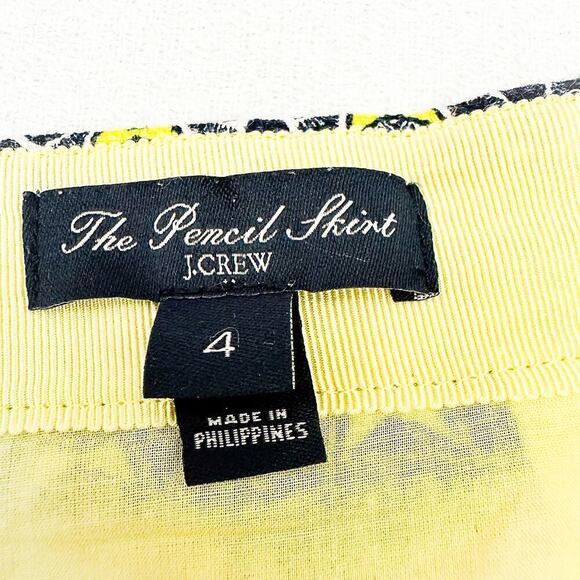 The Pencil Skirt
J.CREW
4
MADE IN
PHILIPPINES